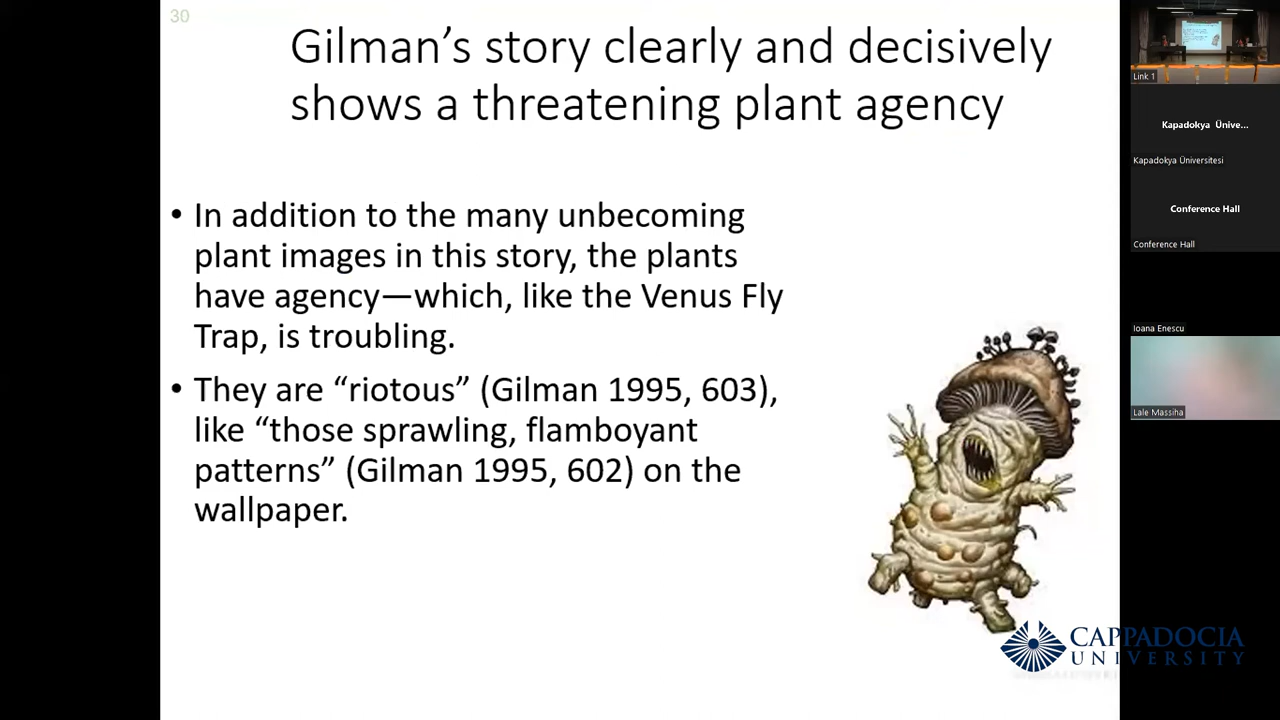 30
Gilman’s story clearly and decisively
shows a threatening plant agency
• In addition to the many unbecoming
plant images in this story, the plants
have agency—which, like the Venus Fly
Trap, is troubling.
• They are “riotous” (Gilman 1995, 603),
like “those sprawling, flamboyant
patterns” (Gilman 1995, 602) on the
wallpaper.
CAPPADOCIA
UNIVERSITY
Link 1
Kapadokya Ünive...
Kapadokya Üniversitesi
Conference Hall
Conference Hall
Ioana Enescu
Lale Massiha